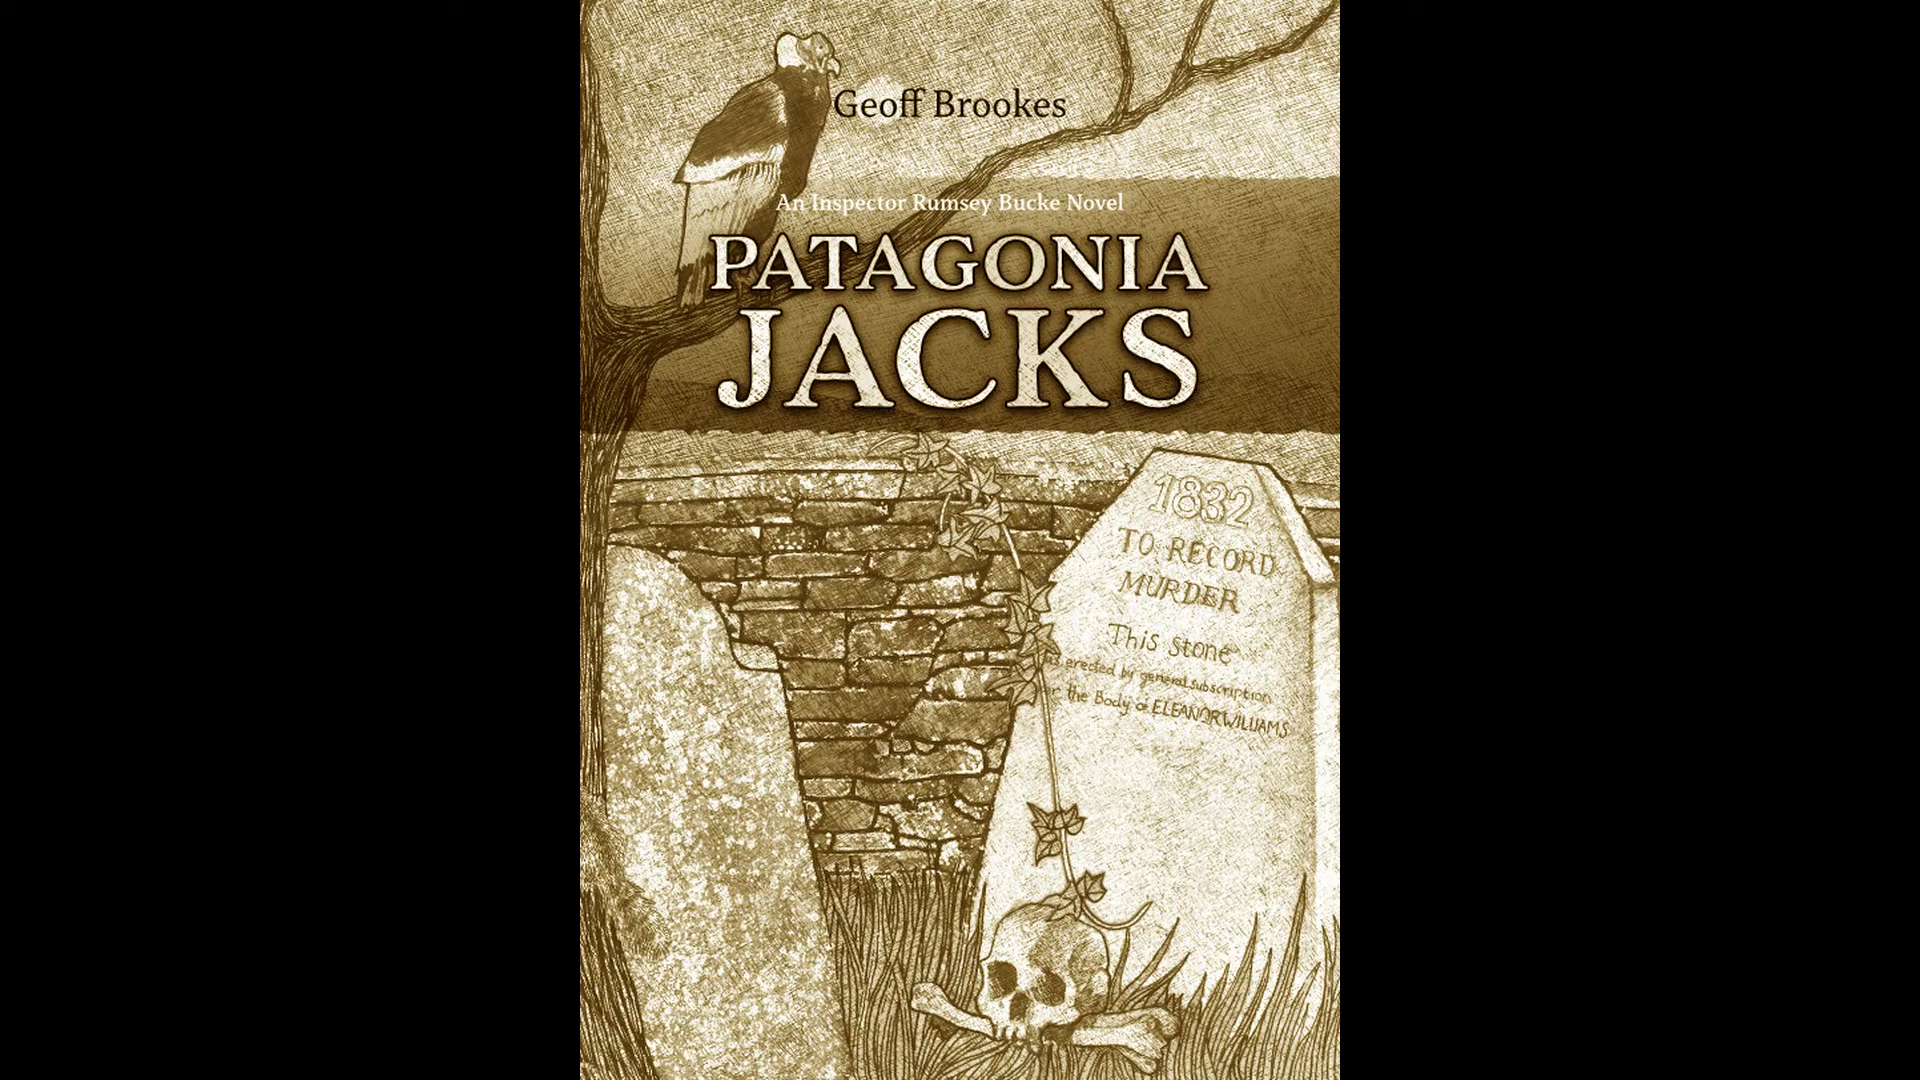 Geoff Brookes
An Inspector Rumsey Bucke Novel
PATAGONIA
JACKS
1832
TO RECORD
MURDER
This stone
erected by general subscription
the Body of ELEANOR WILLIAMS